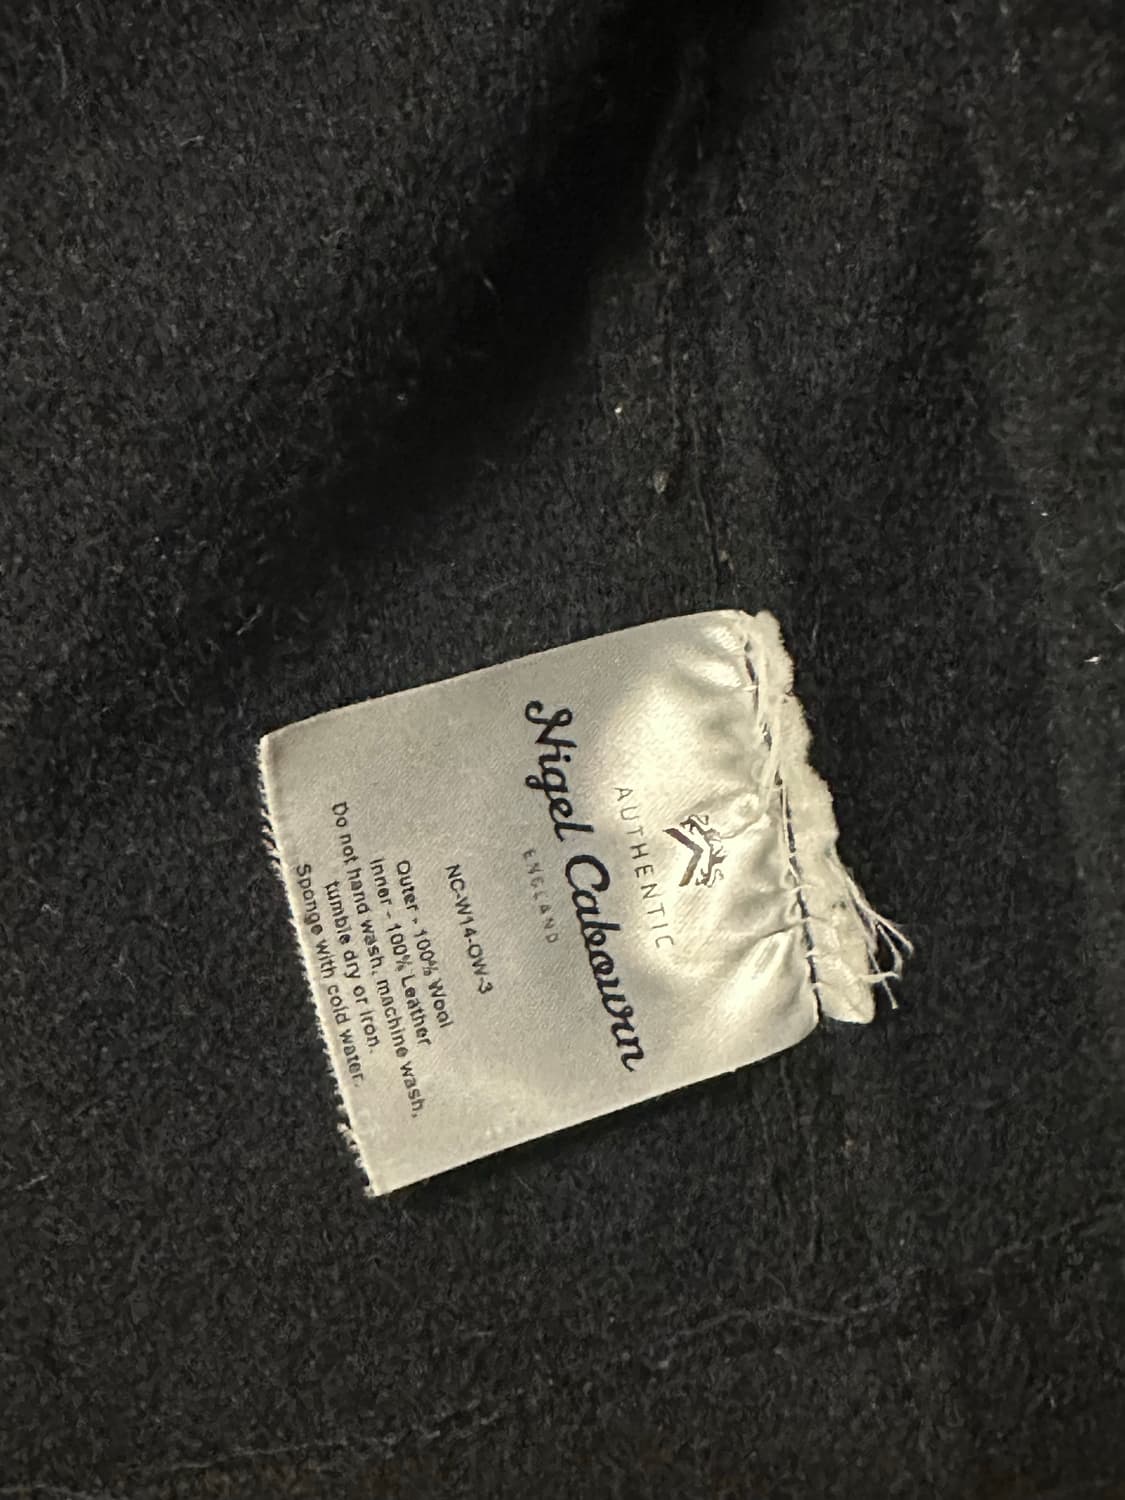 AUTHENTIC
Nigel Cabourn
ENGLAND
NC-W14-OW-3
Outer - 100% Wool
Inner - 100% Leather
Do not hand wash, machine wash,
tumble dry or iron.
Sponge with cold water.